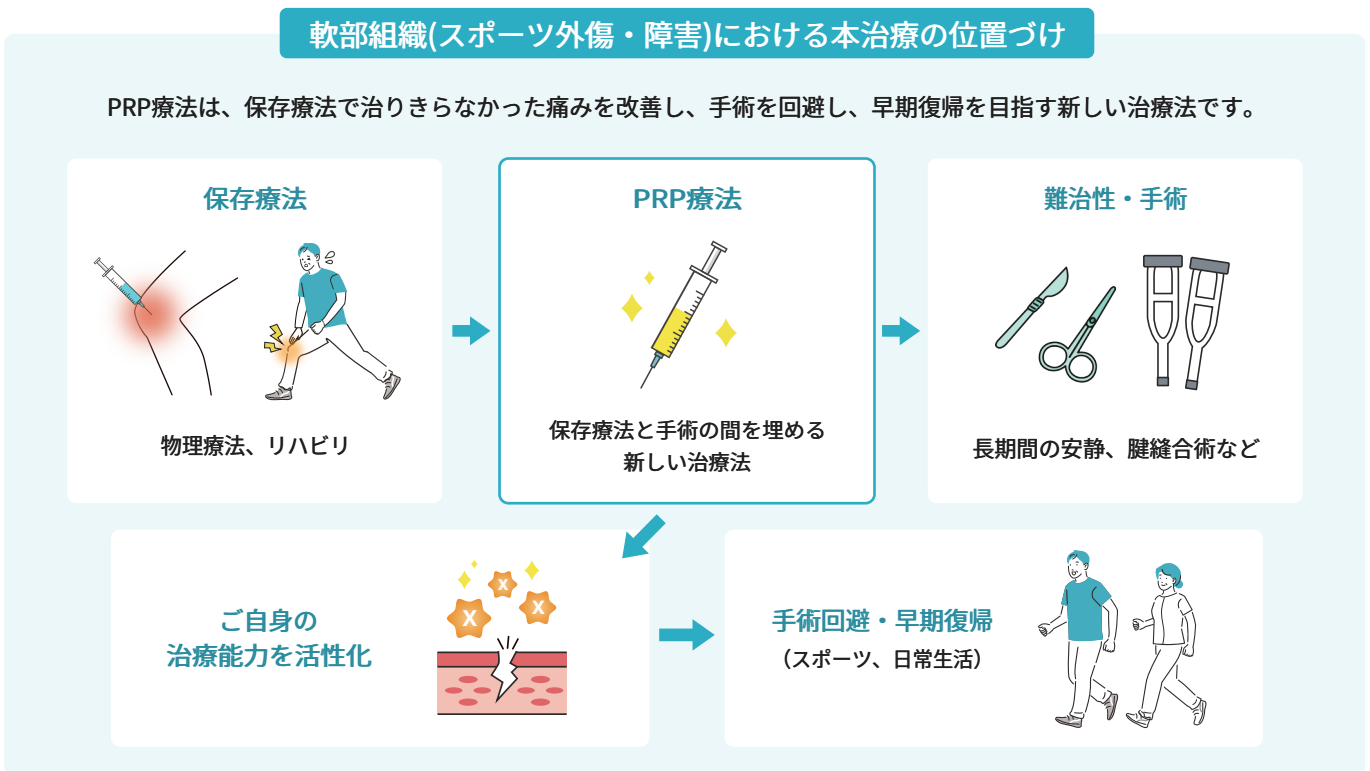 軟部組織(スポーツ外傷・障害)における本治療の位置づけ
PRP療法は、保存療法で治りきらなかった痛みを改善し、手術を回避し、早期復帰を目指す新しい治療法です。
保存療法
物理療法、リハビリ
PRP療法
保存療法と手術の間を埋める
新しい治療法
難治性・手術
長期間の安静、腱縫合術など
ご自身の
治療能力を活性化
X
X
X
手術回避・早期復帰
（スポーツ、日常生活）